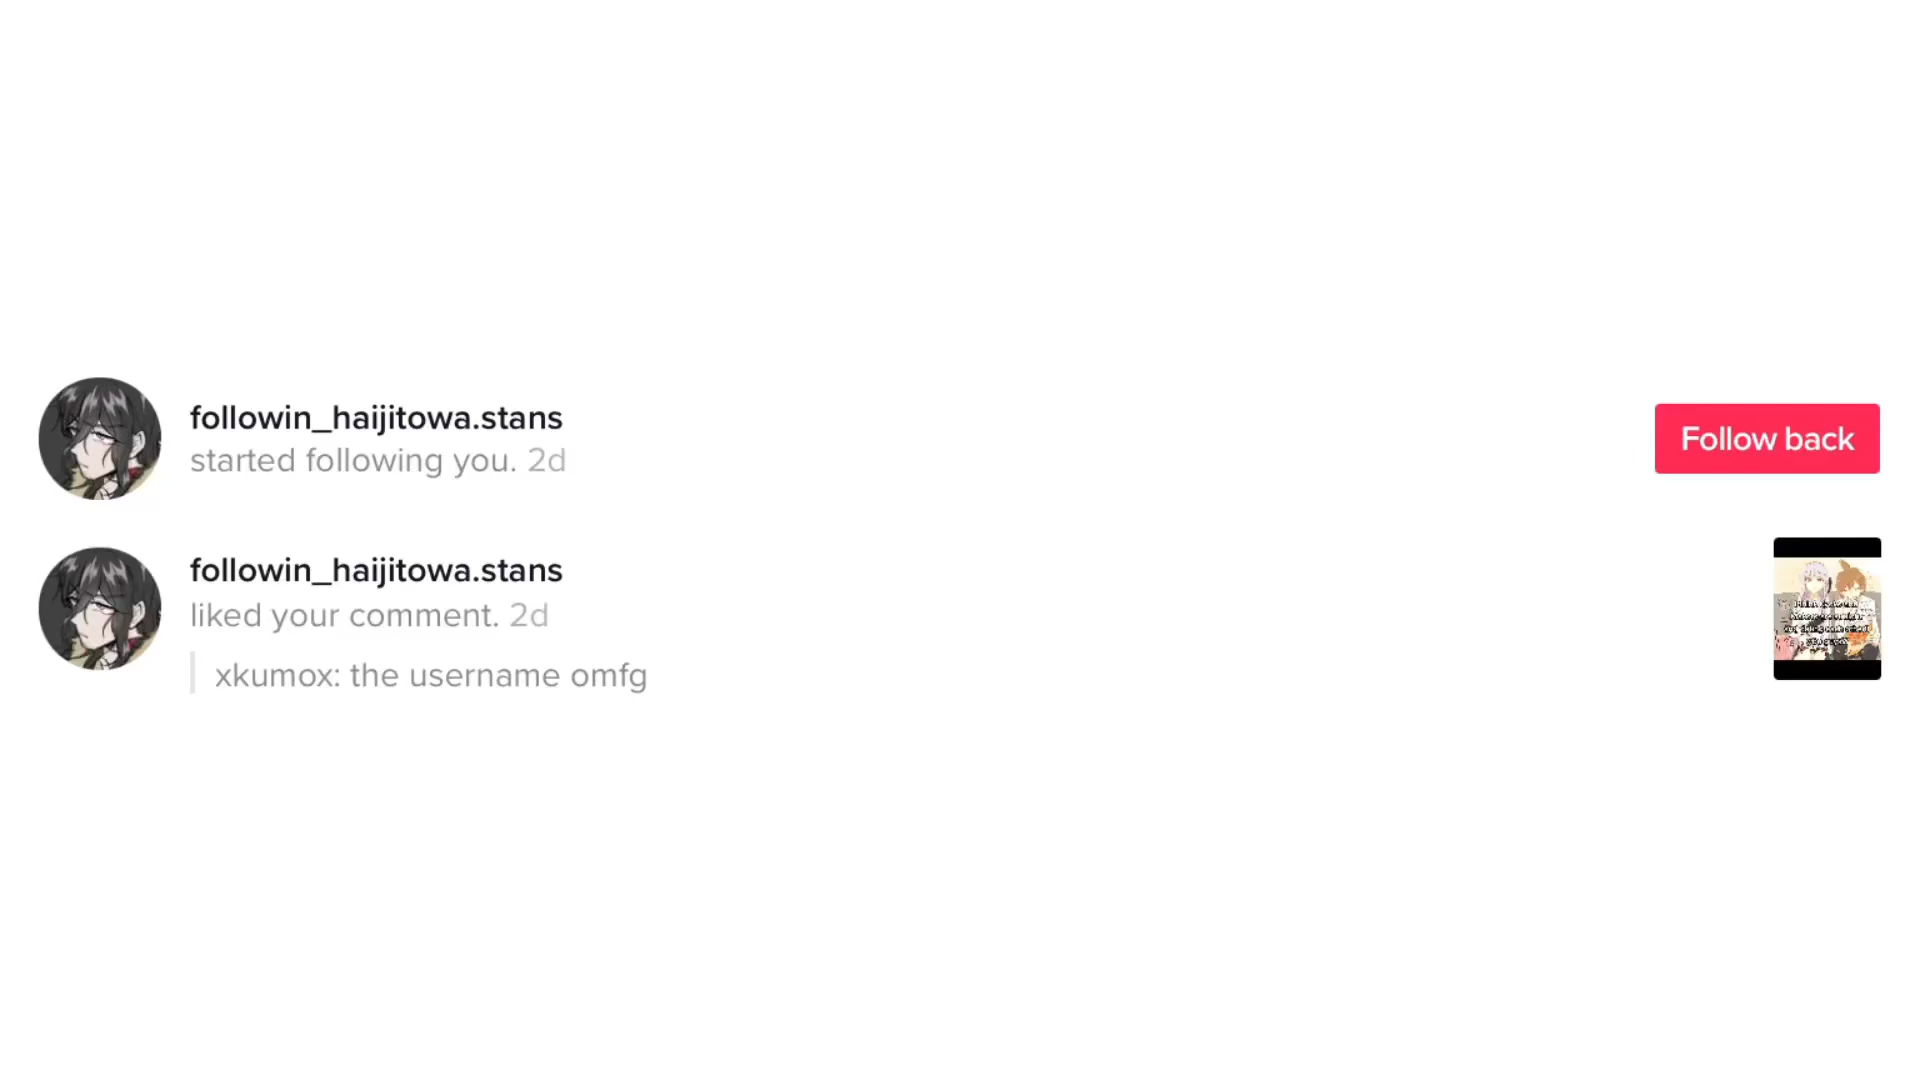 followin_haijitowa.stans
started following you. 2d
Follow back
followin_haijitowa.stans
liked your comment. 2d
xkumox: the username omfg